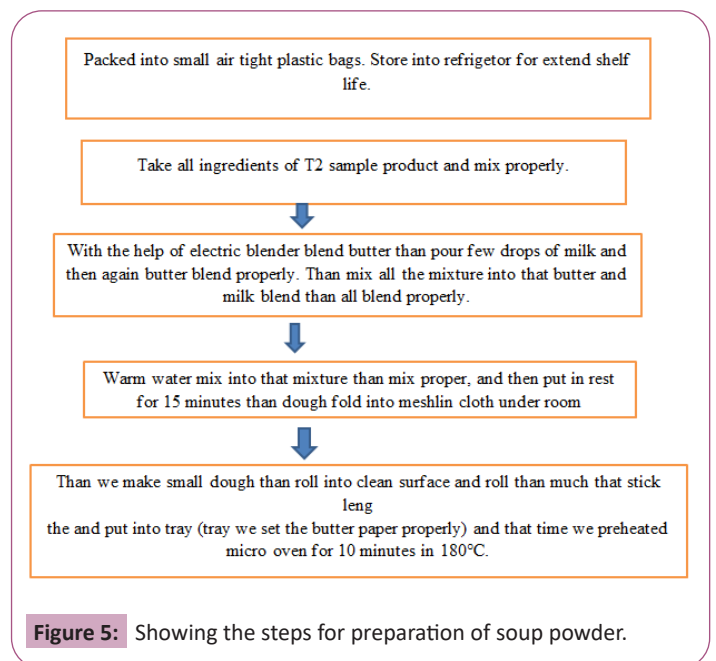 Packed into small air tight plastic bags. Store into refrigetor for extend shelf
life.
Take all ingredients of T2 sample product and mix properly.
With the help of electric blender blend butter than pour few drops of milk and
then again butter blend properly. Than mix all the mixture into that butter and
milk blend than all blend properly.
Warm water mix into that mixture than mix proper, and then put in rest
for 15 minutes than dough fold into meshlin cloth under room
Than we make small dough than roll into clean surface and roll than much that stick
leng
the and put into tray (tray we set the butter paper properly) and that time we preheated
micro oven for 10 minutes in 180°C.
Figure 5: Showing the steps for preparation of soup powder.